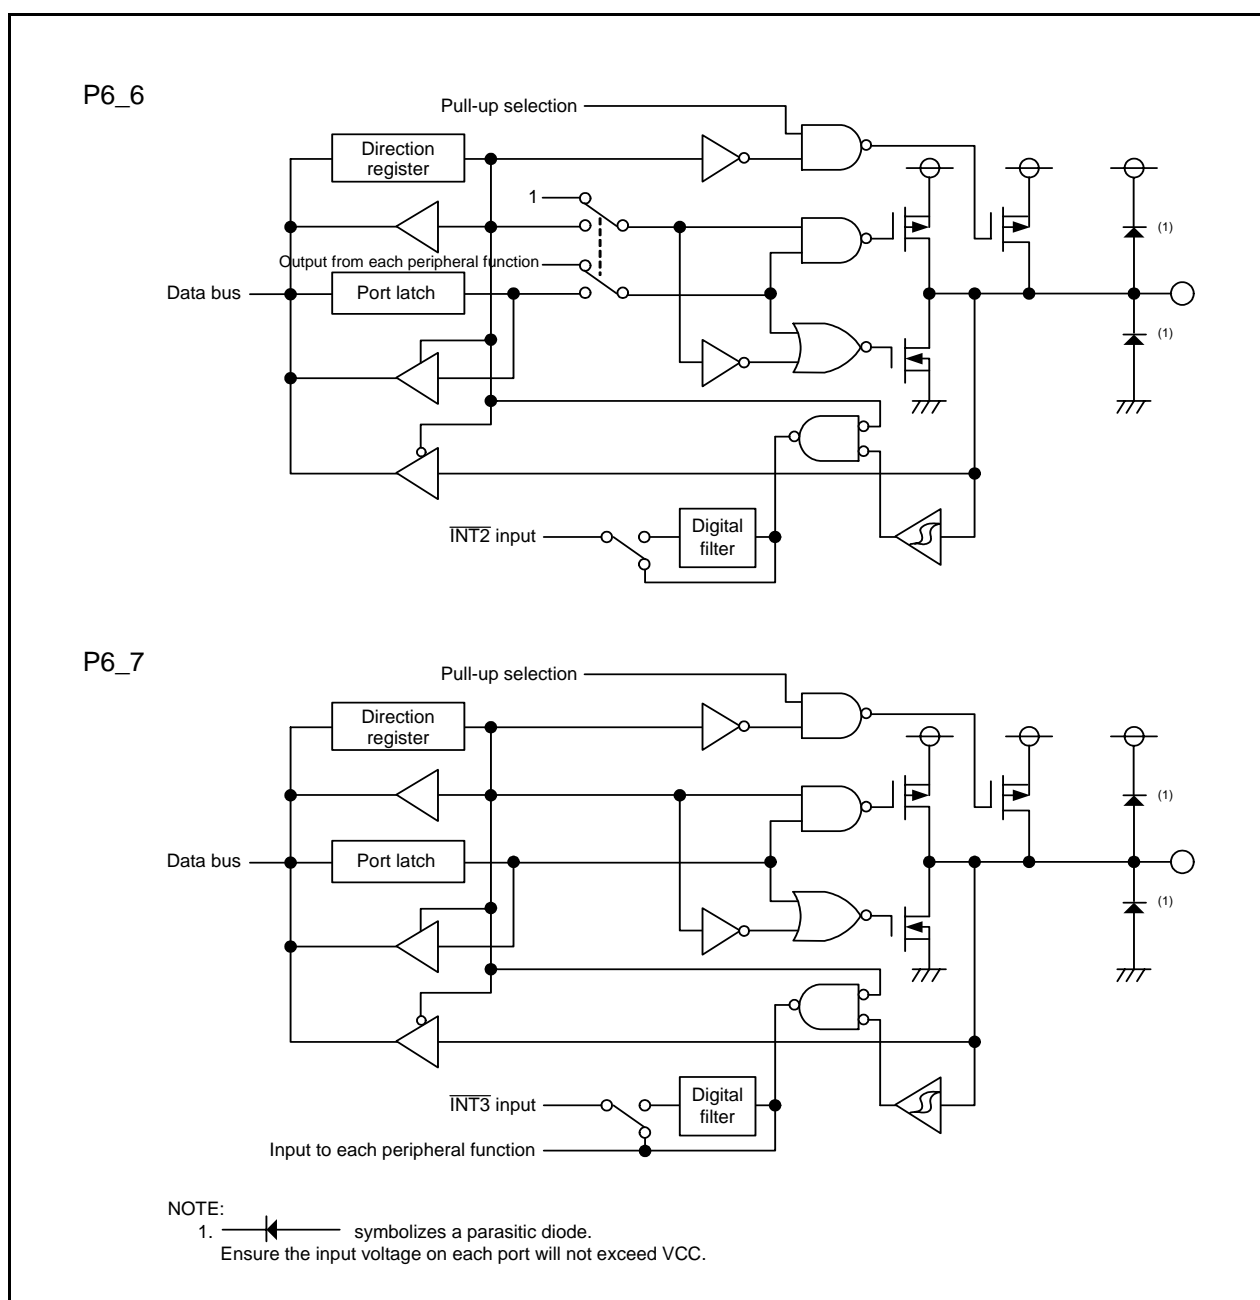 P6_6
Pull-up selection
Direction
register
1
(1)
Output from each peripheral function
Data bus
Port latch
(1)
INT2 input
Digital
filter
P6_7
Pull-up selection
Direction
register
(1)
Data bus
Port latch
(1)
INT3 input
Digital
filter
Input to each peripheral function
NOTE:
1. symbolizes a parasitic diode.
Ensure the input voltage on each port will not exceed VCC.